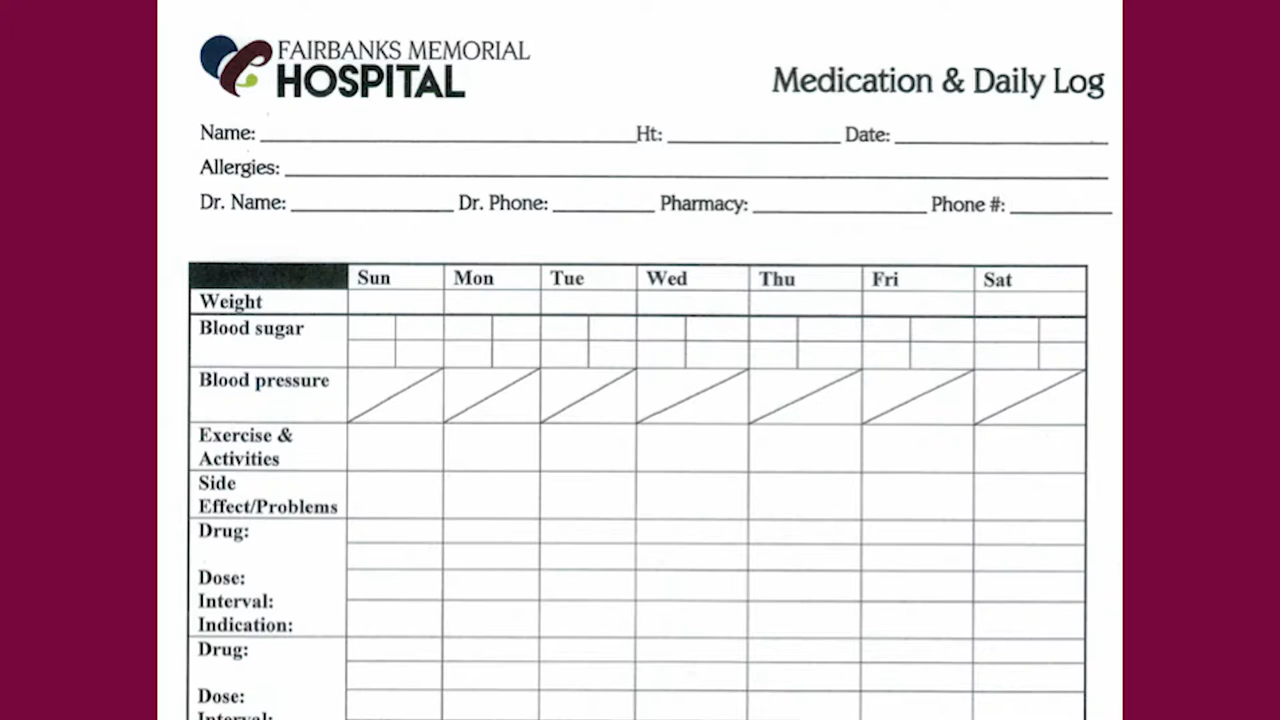 FAIRBANKS MEMORIAL
HOSPITAL
Medication & Daily Log
Name: Ht: Date:
Allergies:
Dr. Name: Dr. Phone: Pharmacy: Phone #:
Sun Mon Tue Wed Thu Fri Sat
Weight
Blood sugar
Blood pressure
Exercise &
Activities
Side
Effect/Problems
Drug:
Dose:
Interval:
Indication:
Drug:
Dose:
Interval: